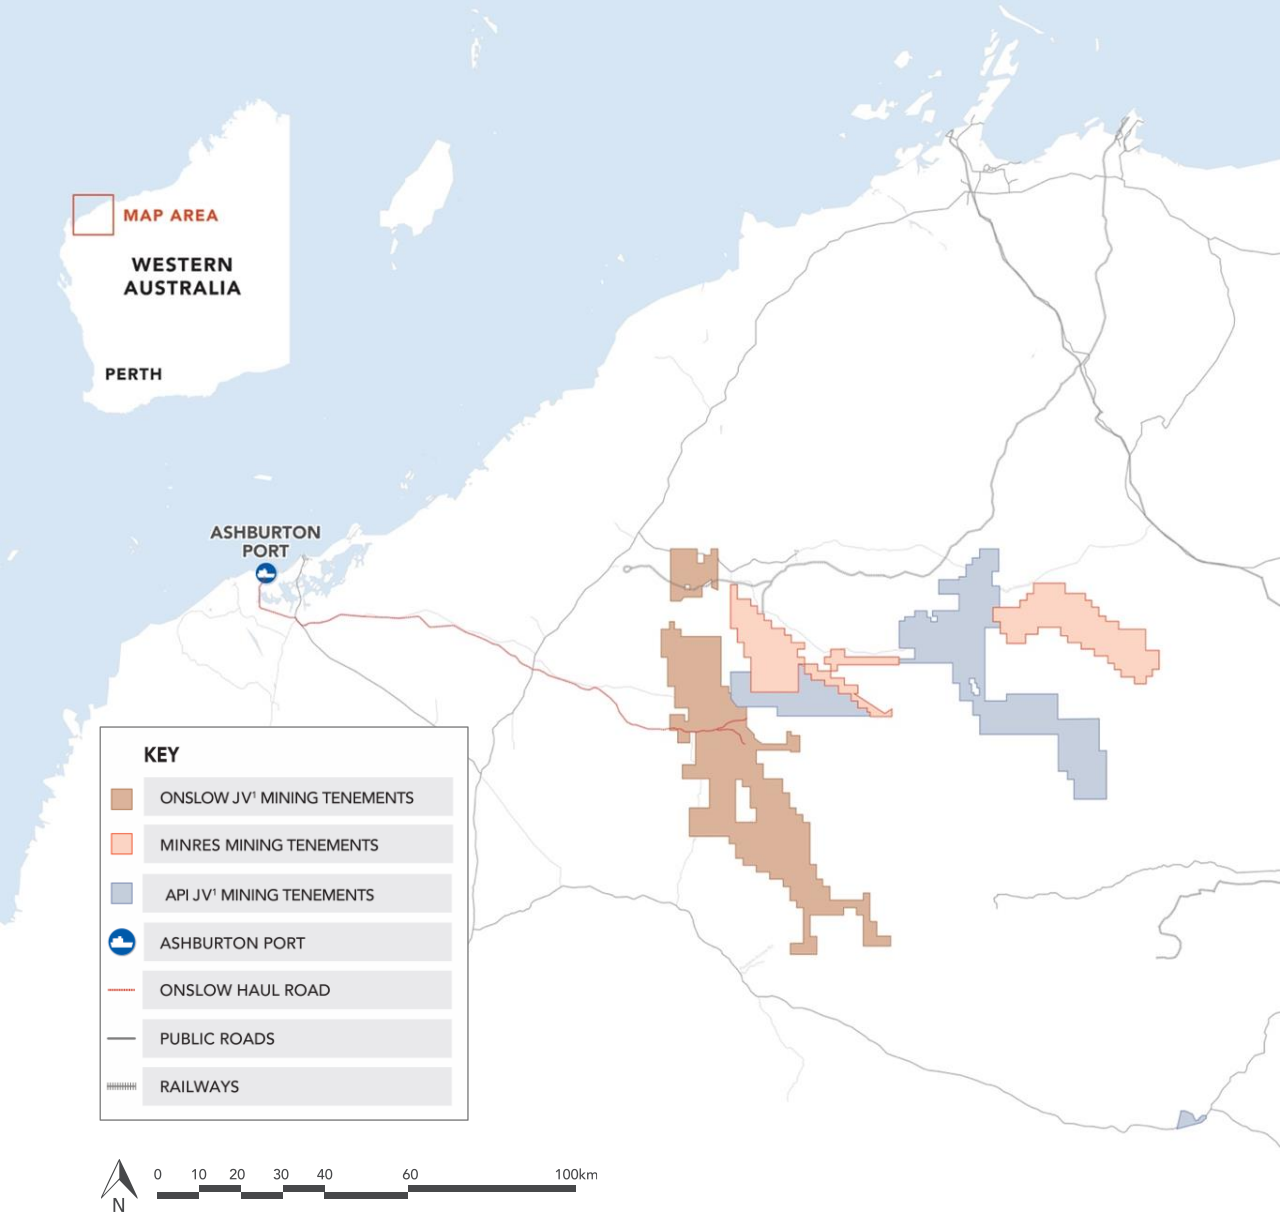 MAP AREA
WESTERN
AUSTRALIA
PERTH
ASHBURTON
PORT
KEY
ONSLOW JV¹ MINING TENEMENTS
MINRES MINING TENEMENTS
API JV¹ MINING TENEMENTS
ASHBURTON PORT
ONSLOW HAUL ROAD
PUBLIC ROADS
RAILWAYS
0 10 20 30 40 60 100km
N